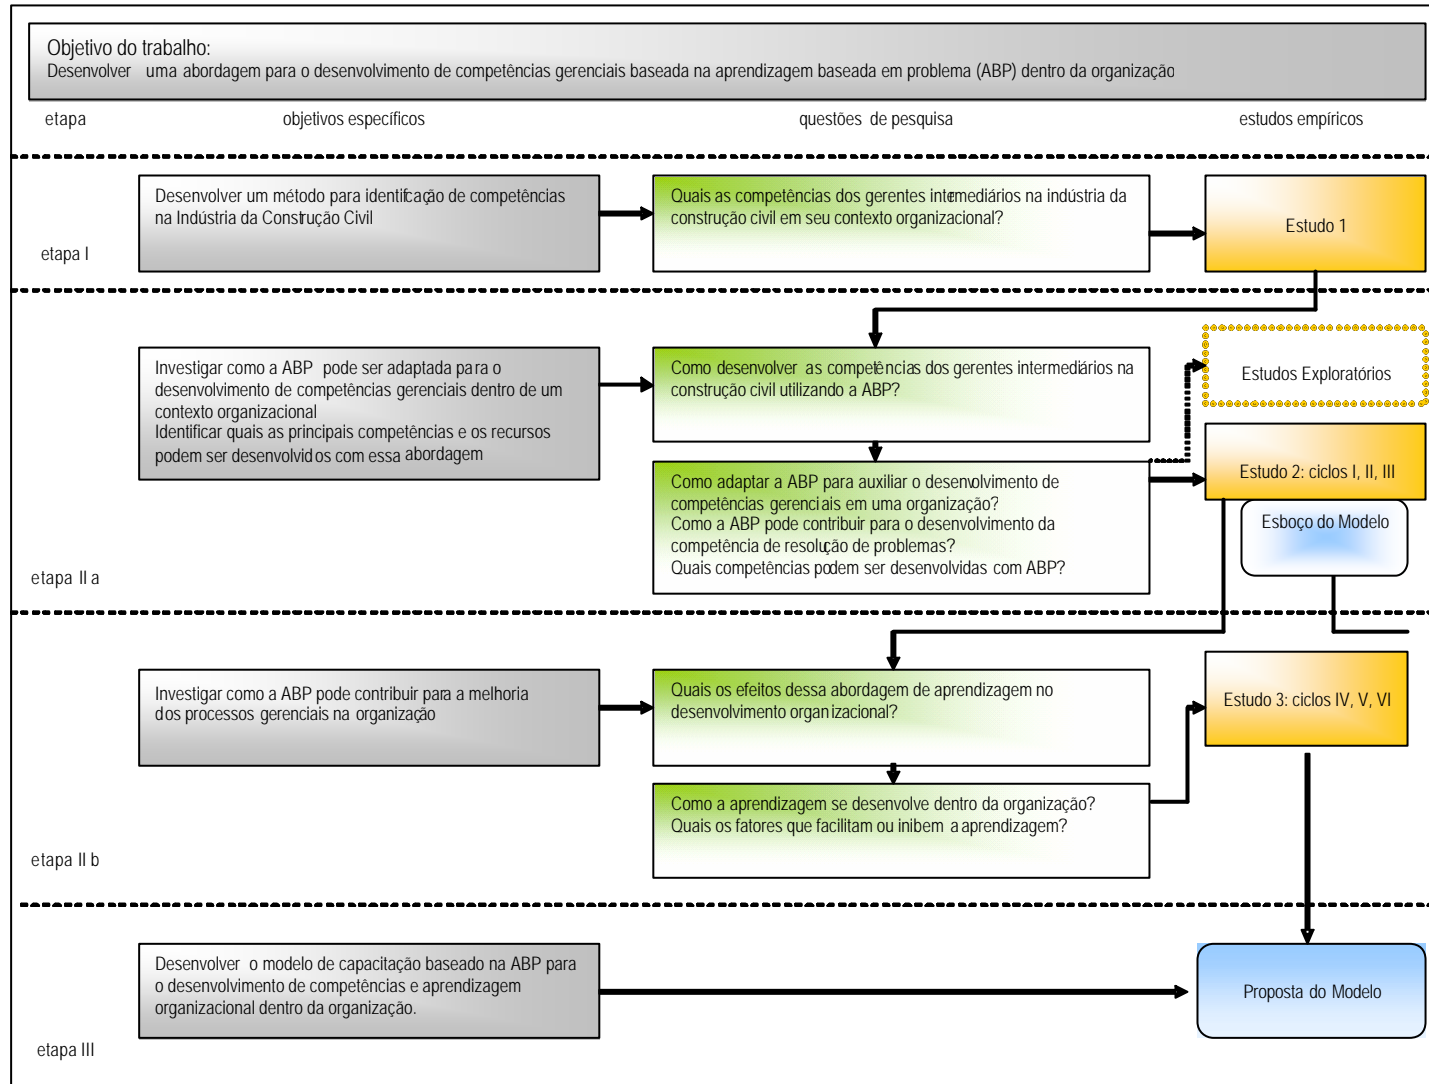 Objetivo do trabalho:
Desenvolver uma abordagem para o desenvolvimento de competências gerenciais baseada na aprendizagem baseada em problema (ABP) dentro da organização
etapa
objetivos específicos
questões de pesquisa
estudos empíricos
etapa I
Desenvolver um método para identificação de competências
na Indústria da Construção Civil
Quais as competências dos gerentes intermediários na indústria da
construção civil em seu contexto organizacional?
Estudo 1
etapa II a
Investigar como a ABP pode ser adaptada para o
desenvolvimento de competências gerenciais dentro de um
contexto organizacional
Identificar quais as principais competências e os recursos
podem ser desenvolvidos com essa abordagem
Como desenvolver as competências dos gerentes intermediários na
construção civil utilizando a ABP?
Estudos Exploratórios
Como adaptar a ABP para auxiliar o desenvolvimento de
competências gerenciais em uma organização?
Como a ABP pode contribuir para o desenvolvimento da
competência de resolução de problemas?
Quais competências podem ser desenvolvidas com ABP?
Estudo 2: ciclos I, II, III
Esboço do Modelo
etapa II b
Investigar como a ABP pode contribuir para a melhoria
dos processos gerenciais na organização
Quais os efeitos dessa abordagem de aprendizagem no
desenvolvimento organizacional?
Estudo 3: ciclos IV, V, VI
Como a aprendizagem se desenvolve dentro da organização?
Quais os fatores que facilitam ou inibem a aprendizagem?
etapa III
Desenvolver o modelo de capacitação baseado na ABP para
o desenvolvimento de competências e aprendizagem
organizacional dentro da organização.
Proposta do Modelo